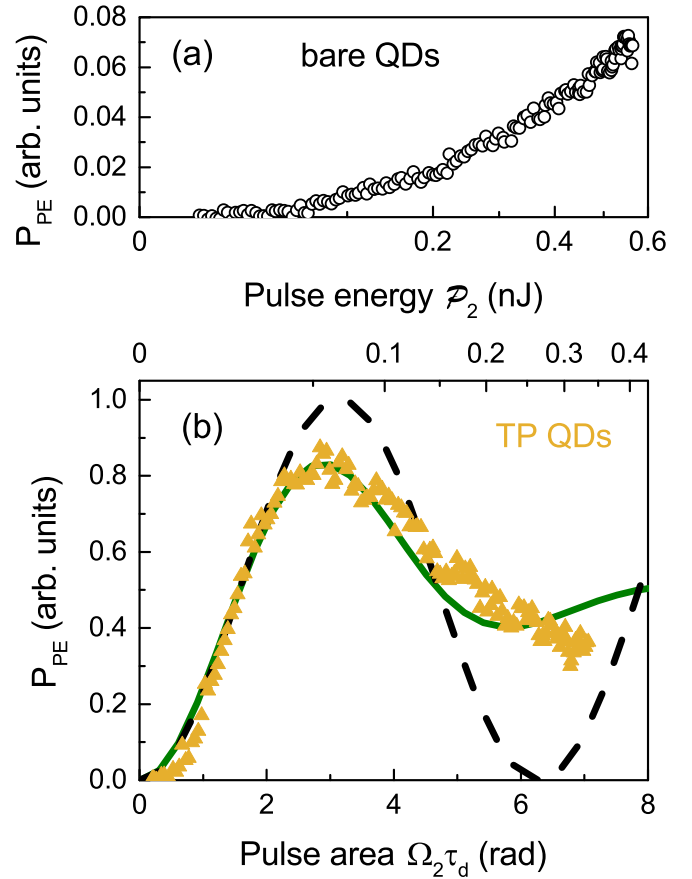 (a) bare QDs
P_PE (arb. units)
0.08
0.06
0.04
0.02
0.00
0 0.2 0.4 0.6
Pulse energy 𝒫₂ (nJ)
0 0.1 0.2 0.3 0.4
(b) TP QDs
P_PE (arb. units)
1.0
0.8
0.6
0.4
0.2
0.0
0 2 4 6 8
Pulse area Ω₂τ_d (rad)